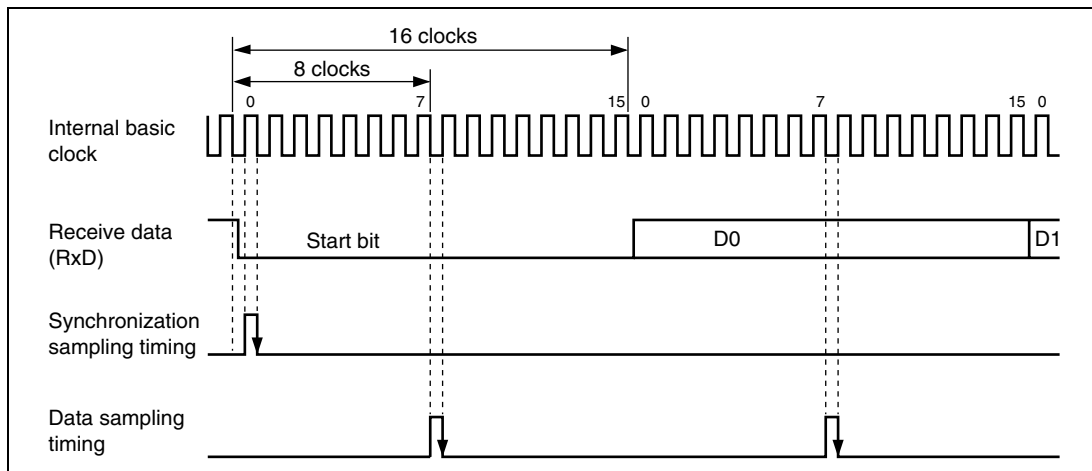 16 clocks
8 clocks
0 7 15 0 7 15 0
Internal basic
clock
Receive data
(RxD)
Start bit D0 D1
Synchronization
sampling timing
Data sampling
timing